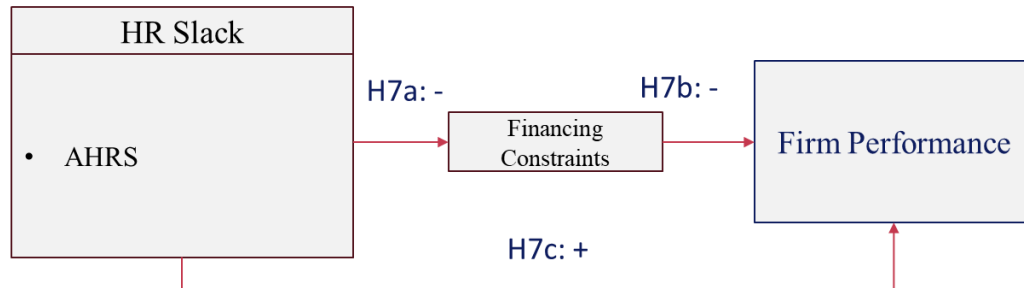 HR Slack
• AHRS
H7a: -
Financing
Constraints
H7b: -
Firm Performance
H7c: +